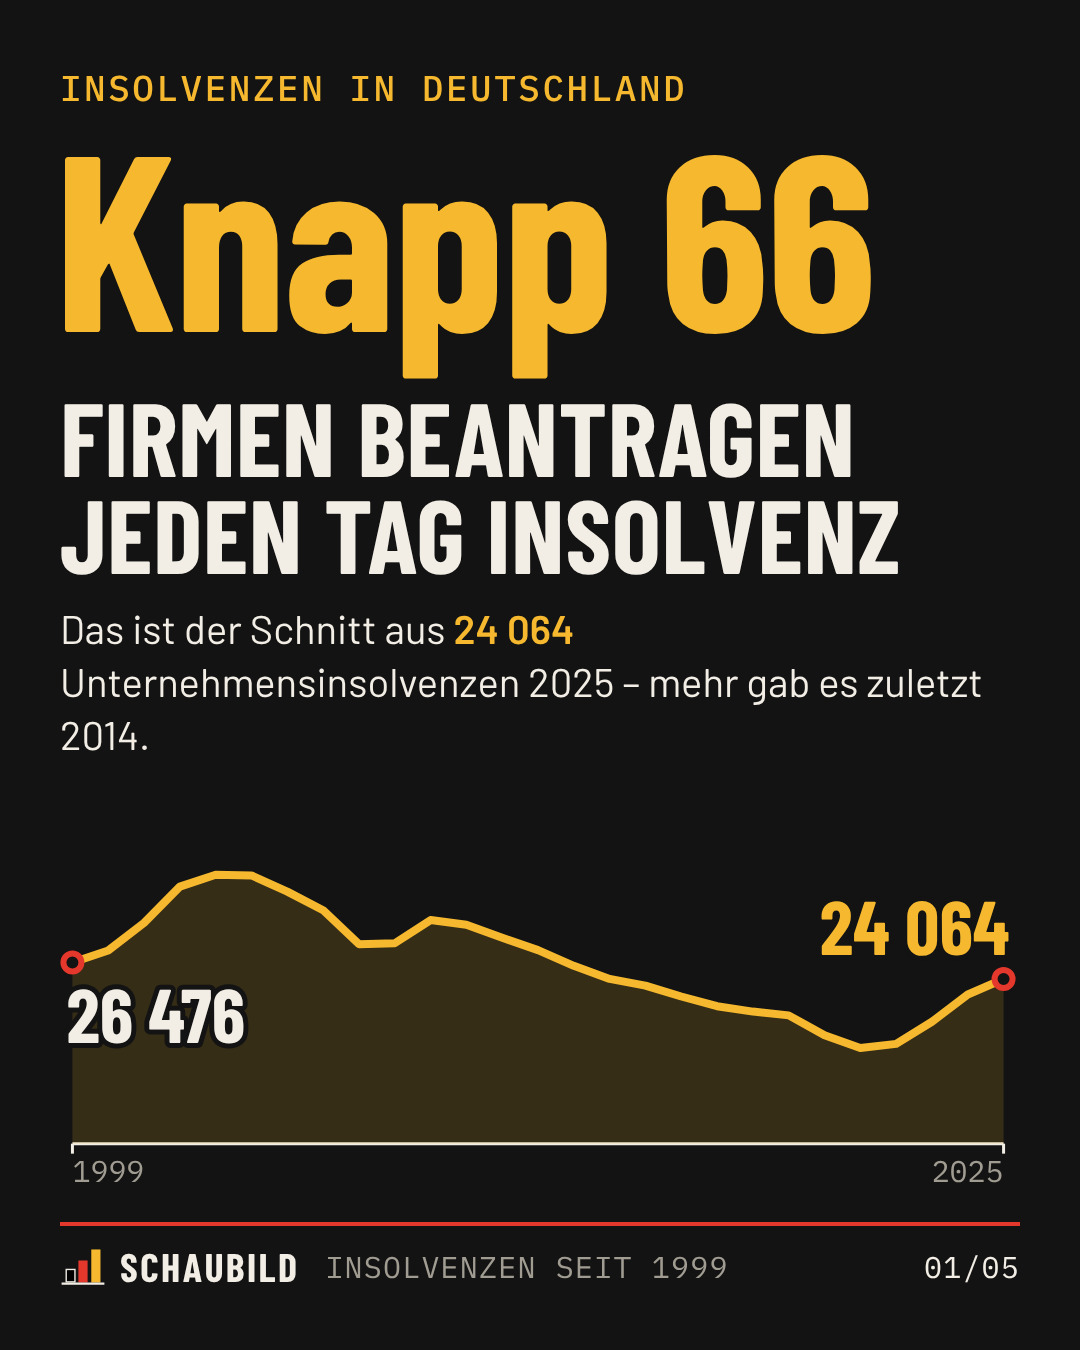 INSOLVENZEN IN DEUTSCHLAND
Knapp 66
FIRMEN BEANTRAGEN
JEDEN TAG INSOLVENZ
Das ist der Schnitt aus 24 064
Unternehmensinsolvenzen 2025 – mehr gab es zuletzt
2014.
24 064
26 476
1999
2025
SCHAUBILD INSOLVENZEN SEIT 1999 01/05